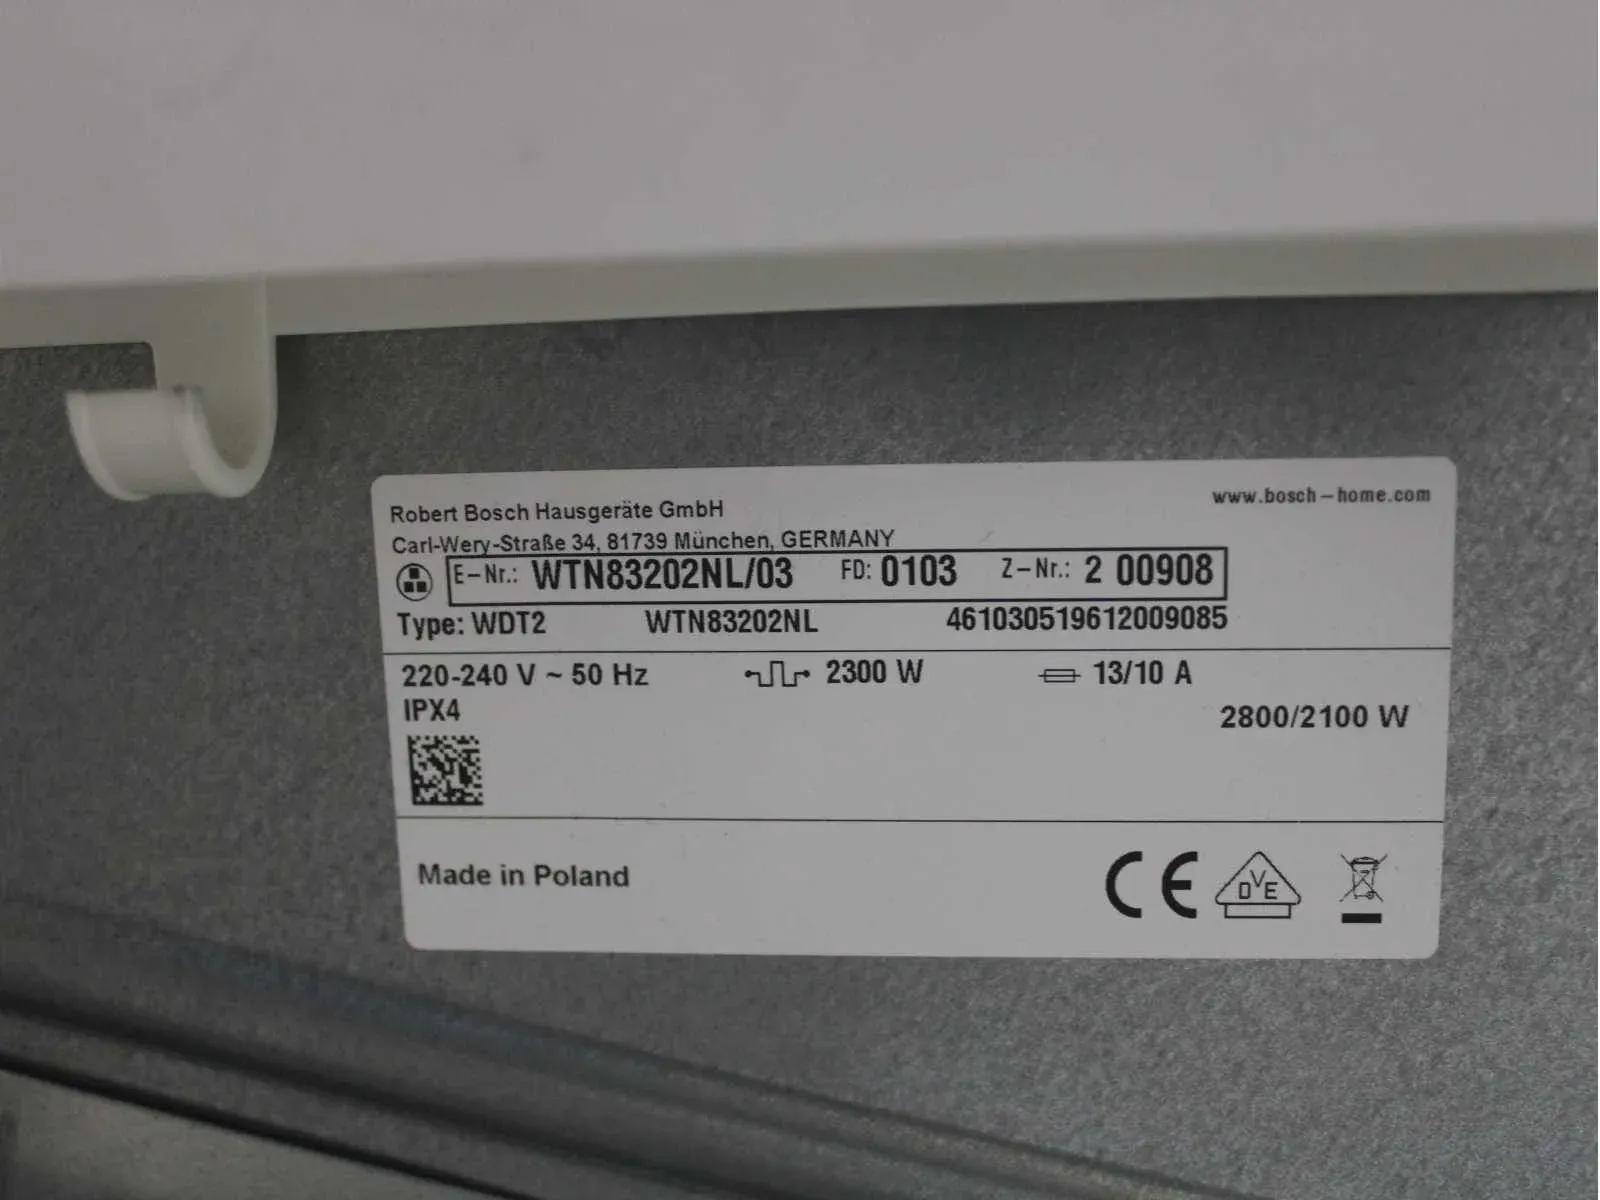 Robert Bosch Hausgeräte GmbH
www.bosch-home.com
Carl-Wery-Straße 34, 81739 München, GERMANY
E-Nr.: WTN83202NL/03 FD: 0103 Z-Nr.: 2 00908
Type: WDT2 WTN83202NL 461030519612009085
220-240 V ~ 50 Hz 2300 W 13/10 A
IPX4
2800/2100 W
Made in Poland
CE DVE